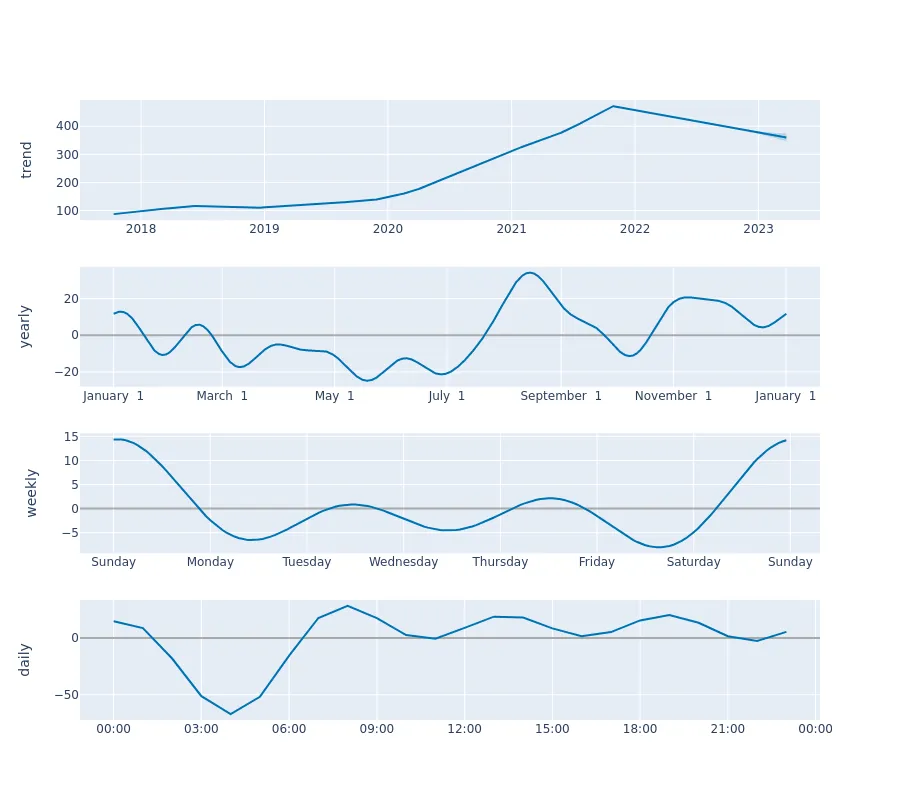 trend
400
300
200
100
2018 2019 2020 2021 2022 2023
yearly
20
0
−20
January 1 March 1 May 1 July 1 September 1 November 1 January 1
weekly
15
10
5
0
−5
Sunday Monday Tuesday Wednesday Thursday Friday Saturday Sunday
daily
0
−50
00:00 03:00 06:00 09:00 12:00 15:00 18:00 21:00 00:00